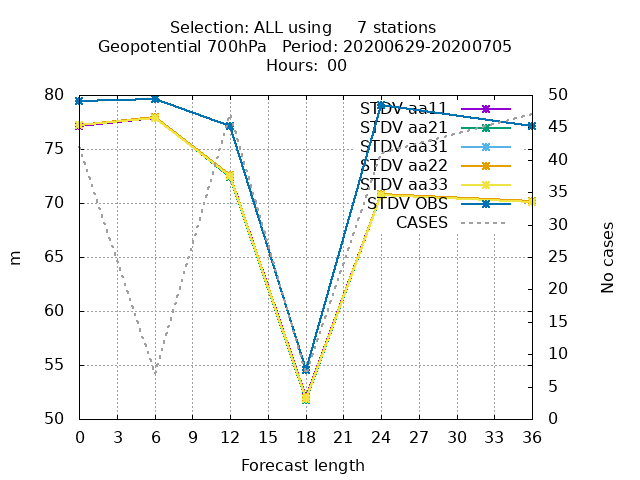 Selection: ALL using 7 stations
Geopotential 700hPa Period: 20200629-20200705
Hours: 00
80
75
70
65
60
55
50
m
50
45
40
35
30
25
20
15
10
5
0
No cases
STDV aa11
STDV aa21
STDV aa31
STDV aa22
STDV aa33
STDV OBS
CASES
0 3 6 9 12 15 18 21 24 27 30 33 36
Forecast length